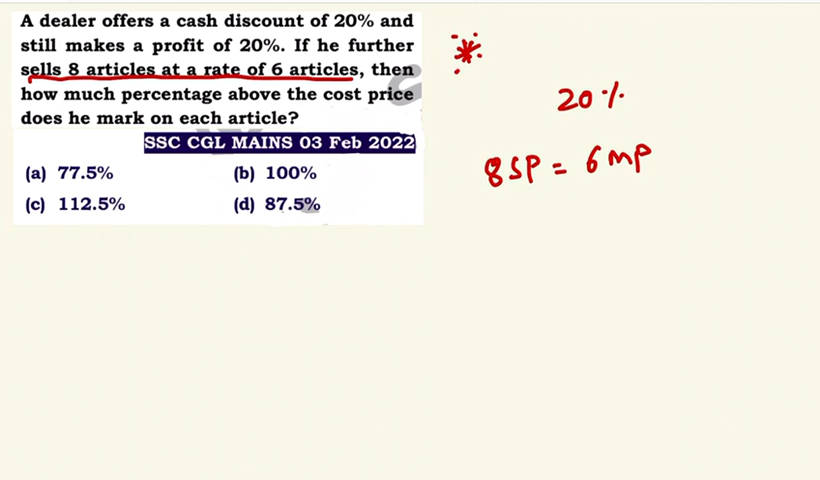 A dealer offers a cash discount of 20% and
still makes a profit of 20%. If he further
sells 8 articles at a rate of 6 articles, then
how much percentage above the cost price
does he mark on each article?
SSC CGL MAINS 03 Feb 2022
(a) 77.5% (b) 100%
(c) 112.5% (d) 87.5%
20%
8SP = 6MP